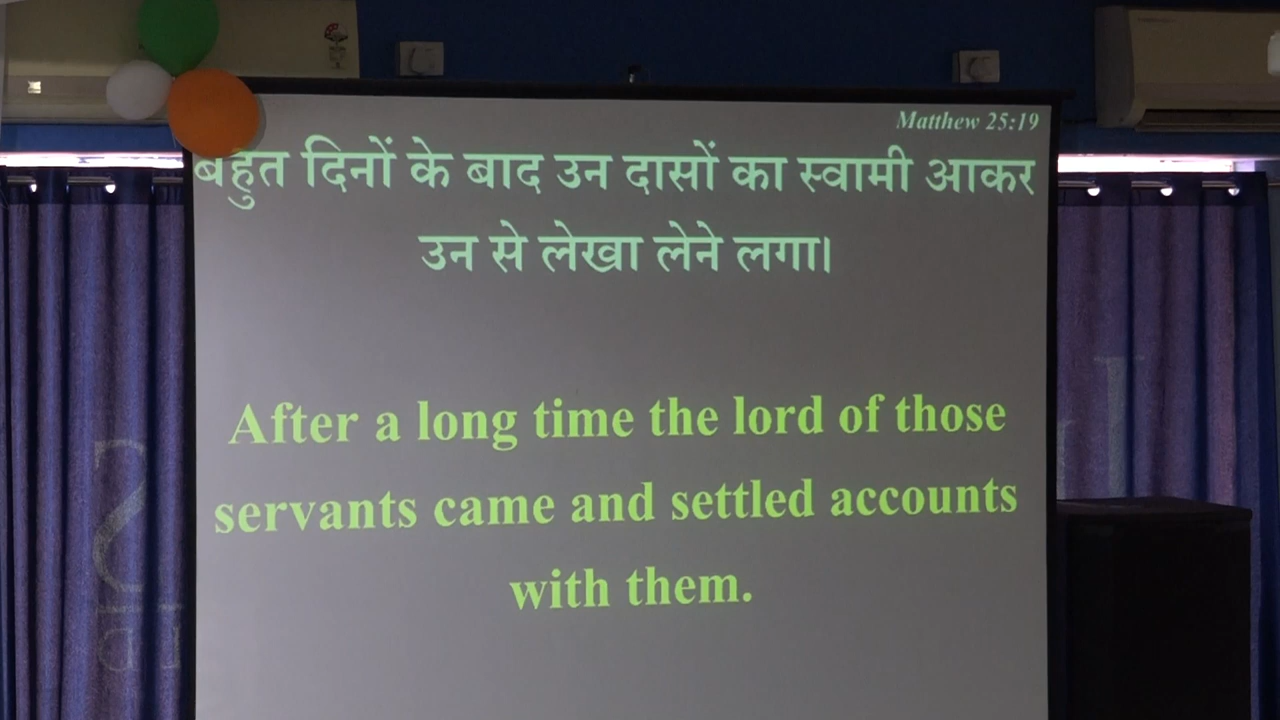 Matthew 25:19
बहुत दिनों के बाद उन दासों का स्वामी आकर
उन से लेखा लेने लगा।
After a long time the lord of those
servants came and settled accounts
with them.